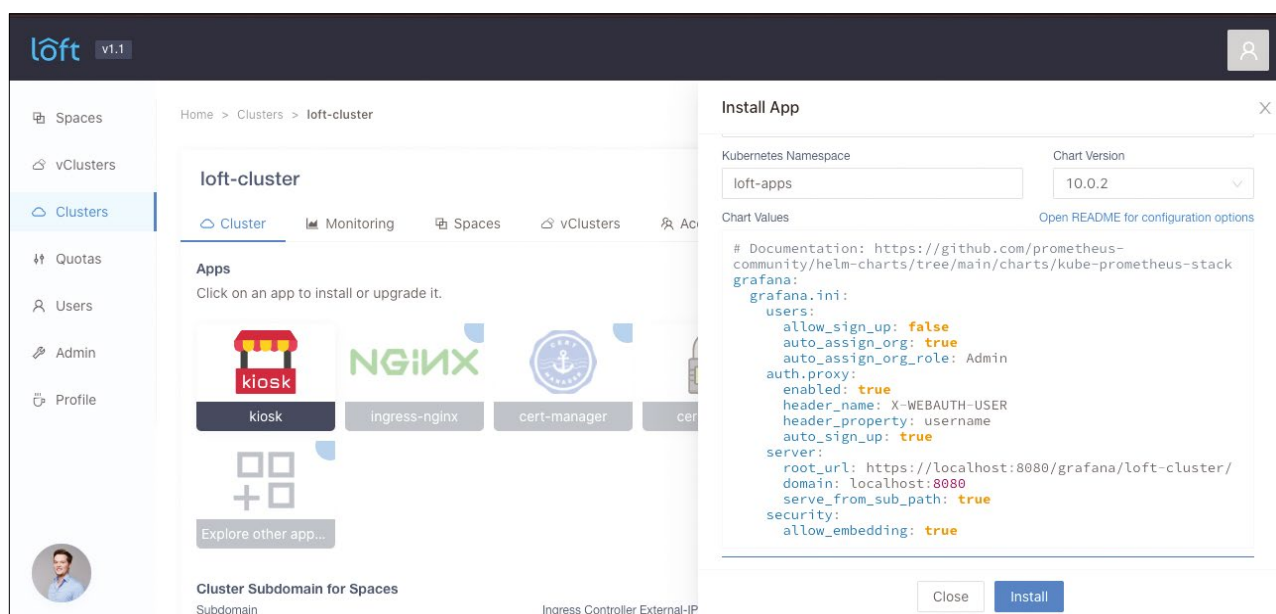 lôft v1.1
Spaces
vClusters
Clusters
Quotas
Users
Admin
Profile
Home > Clusters > loft-cluster
loft-cluster
Cluster Monitoring Spaces vClusters
Apps
Click on an app to install or upgrade it.
kiosk NGINX CERT MANAGER
kiosk ingress-nginx cert-manager
Explore other app...
Cluster Subdomain for Spaces
Subdomain Ingress Controller External-IP
Install App
Kubernetes Namespace Chart Version
loft-apps 10.0.2
Chart Values Open README for configuration options
# Documentation: https://github.com/prometheus-
community/helm-charts/tree/main/charts/kube-prometheus-stack
grafana:
grafana.ini:
users:
allow_sign_up: false
auto_assign_org: true
auto_assign_org_role: Admin
auth.proxy:
enabled: true
header_name: X-WEBAUTH-USER
header_property: username
auto_sign_up: true
server:
root_url: https://localhost:8080/grafana/loft-cluster/
domain: localhost:8080
serve_from_sub_path: true
security:
allow_embedding: true
Close Install